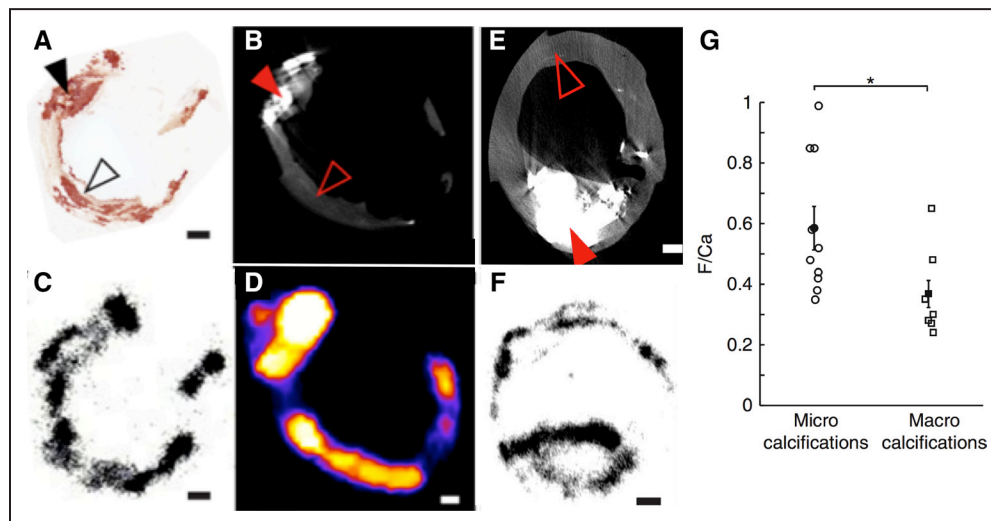 A
B
E
G
*
1
0.8
0.6
0.4
0.2
0
F/Ca
Micro
calcifications
Macro
calcifications
C
D
F